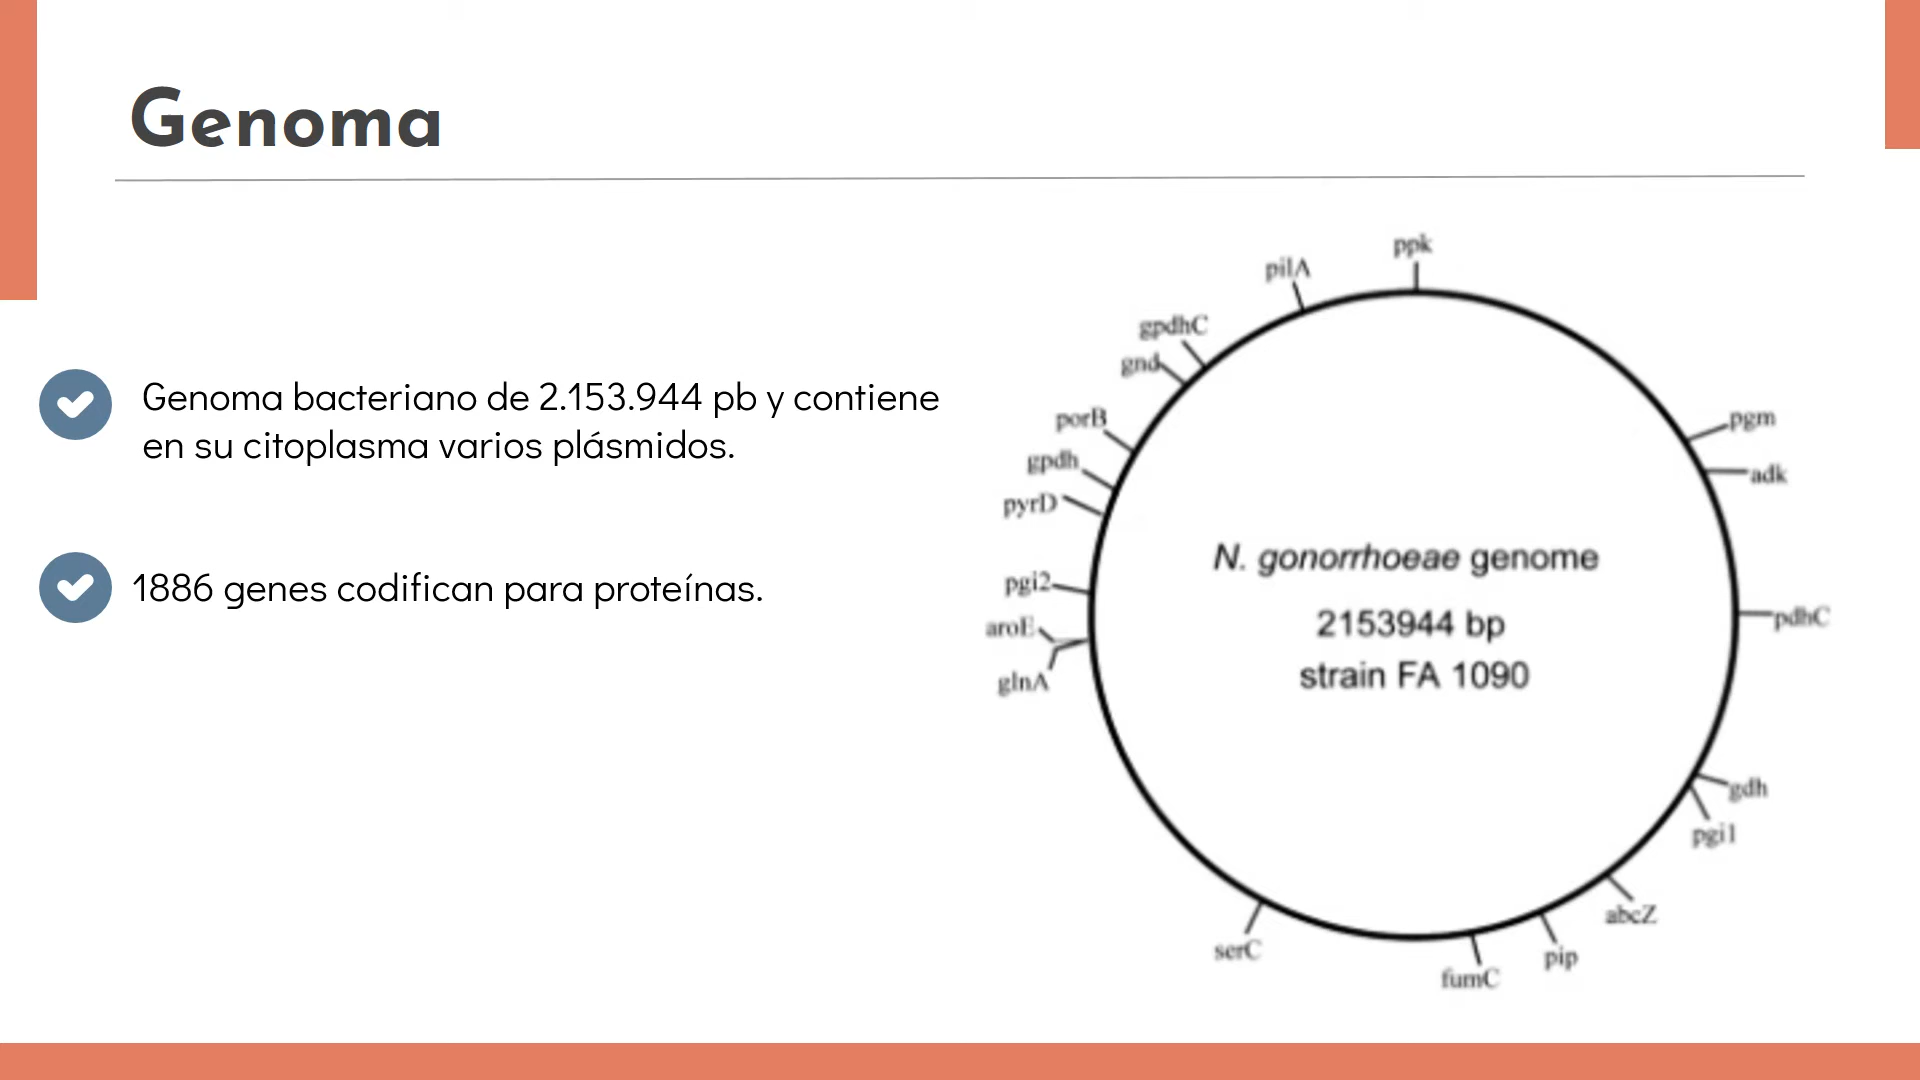 Genoma
Genoma bacteriano de 2.153.944 pb y contiene
en su citoplasma varios plásmidos.
1886 genes codifican para proteínas.
ppk
pilA
gpdhC
gnd
porB
gpdh
pyrD
pgi2
aroE
glnA
pgm
adk
pdhC
gdh
pgi1
abcZ
pip
fumC
serC
N. gonorrhoeae genome
2153944 bp
strain FA 1090